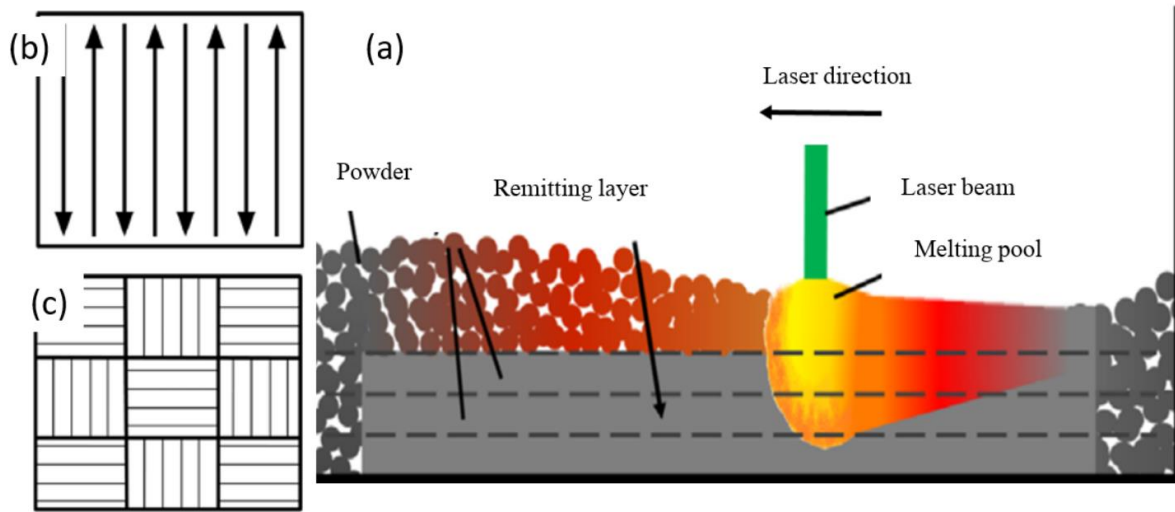 (b)
(a)
Laser direction
Powder
Remitting layer
Laser beam
Melting pool
(c)